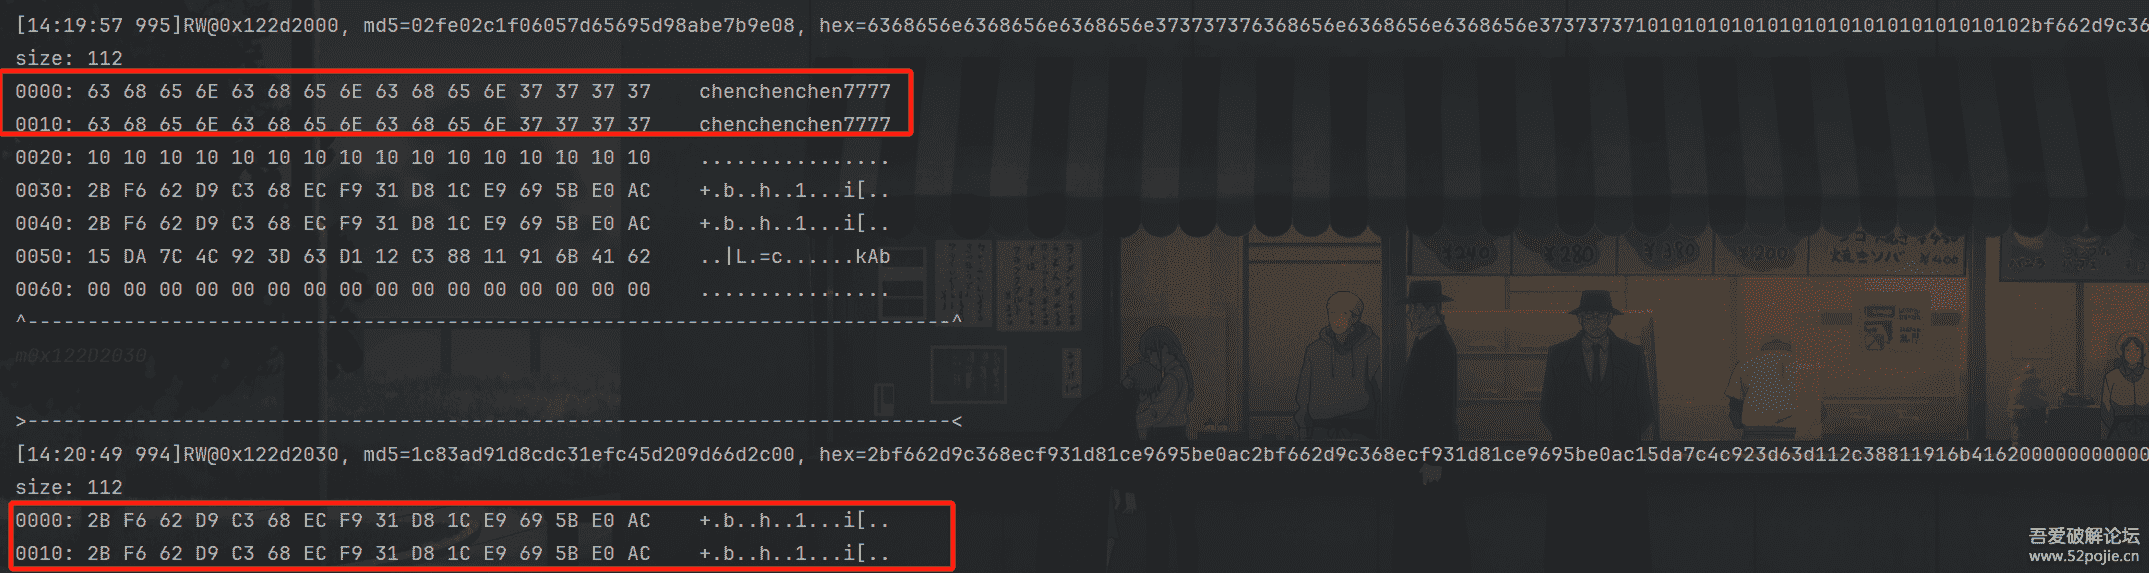 [14:19:57 995]RW@0x122d2000, md5=02fe02c1f06057d65695d98abe7b9e08, hex=6368656e6368656e6368656e373737376368656e6368656e6368656e37373737101010101010101010101010101010102bf662d9c36
size: 112
0000: 63 68 65 6E 63 68 65 6E 63 68 65 6E 37 37 37 37    chenchenchen7777
0010: 63 68 65 6E 63 68 65 6E 63 68 65 6E 37 37 37 37    chenchenchen7777
0020: 10 10 10 10 10 10 10 10 10 10 10 10 10 10 10 10    ................
0030: 2B F6 62 D9 C3 68 EC F9 31 D8 1C E9 69 5B E0 AC    +.b..h..1...i[..
0040: 2B F6 62 D9 C3 68 EC F9 31 D8 1C E9 69 5B E0 AC    +.b..h..1...i[..
0050: 15 DA 7C 4C 92 3D 63 D1 12 C3 88 11 91 6B 41 62    ..|L.=c......kAb
0060: 00 00 00 00 00 00 00 00 00 00 00 00 00 00 00 00    ................
^-----------------------------------------------------------------------------^
m0x122D2030
>-----------------------------------------------------------------------------<
[14:20:49 994]RW@0x122d2030, md5=1c83ad91d8cdc31efc45d209d66d2c00, hex=2bf662d9c368ecf931d81ce9695be0ac2bf662d9c368ecf931d81ce9695be0ac15da7c4c923d63d112c38811916b41620000000000
size: 112
0000: 2B F6 62 D9 C3 68 EC F9 31 D8 1C E9 69 5B E0 AC    +.b..h..1...i[..
0010: 2B F6 62 D9 C3 68 EC F9 31 D8 1C E9 69 5B E0 AC    +.b..h..1...i[..
¥240
¥280
¥380
¥200
¥400
吾爱破解论坛
www.52pojie.cn